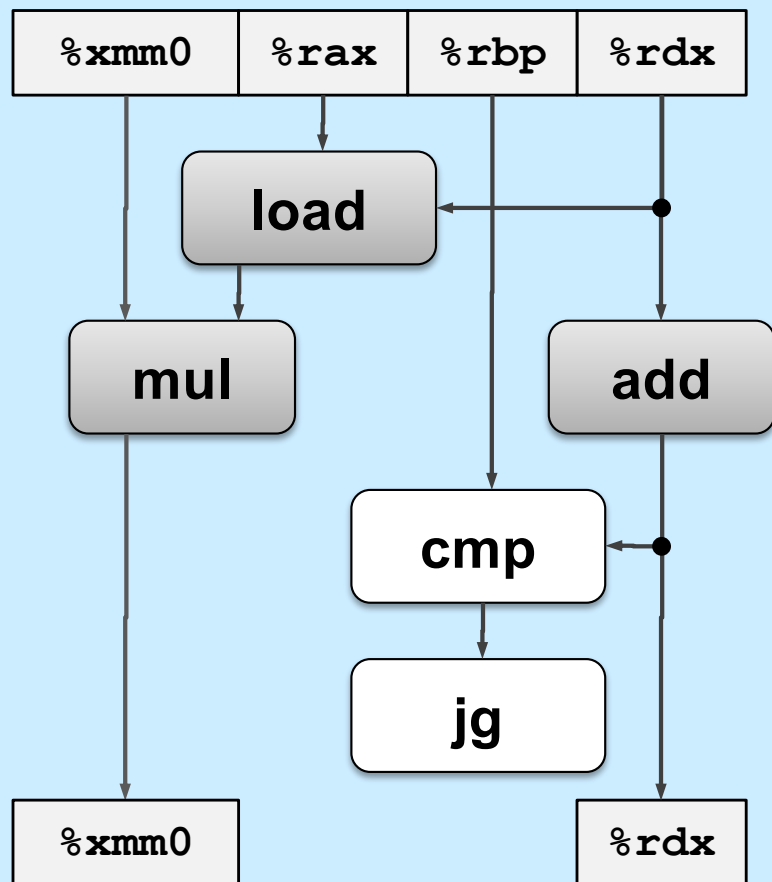 %xmm0 %rax %rbp %rdx
load
mul add
cmp
jg
%xmm0 %rdx